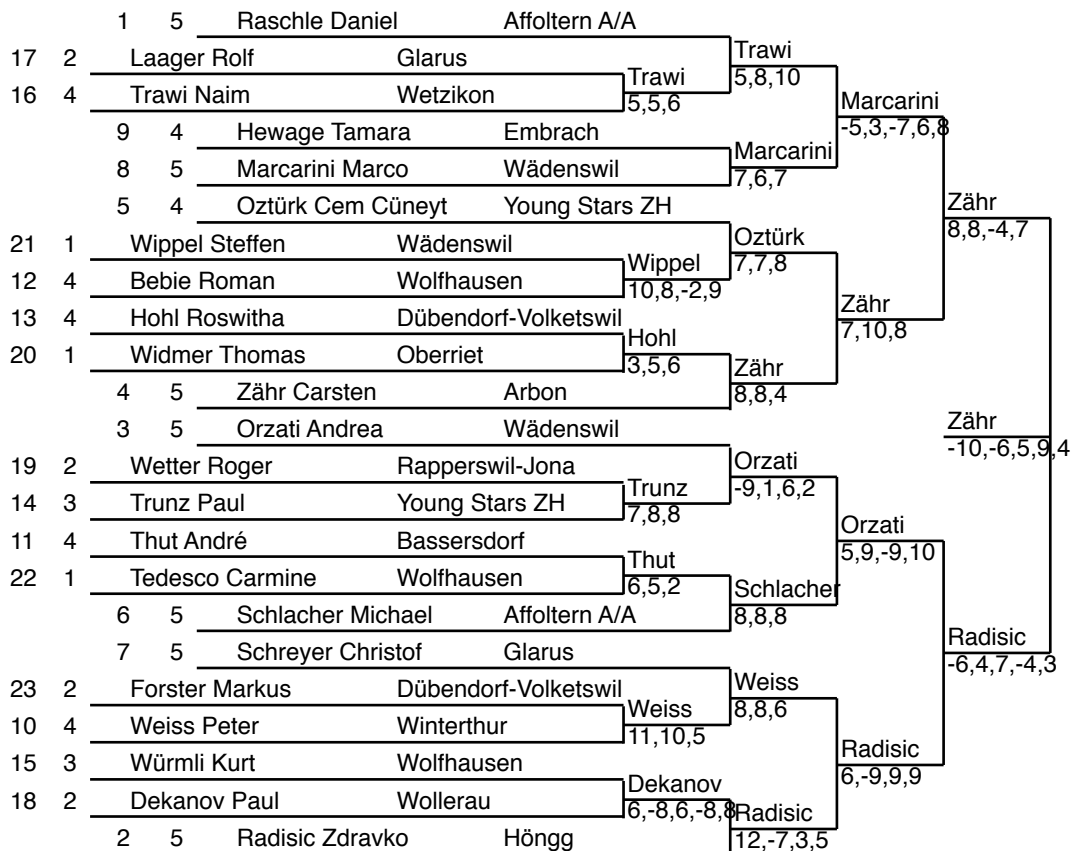 1 5 Raschle Daniel Affoltern A/A
17 2 Laager Rolf Glarus
16 4 Trawi Naim Wetzikon
9 4 Hewage Tamara Embrach
8 5 Marcarini Marco Wädenswil
5 4 Oztürk Cem Cüneyt Young Stars ZH
21 1 Wippel Steffen Wädenswil
12 4 Bebie Roman Wolfhausen
13 4 Hohl Roswitha Dübendorf-Volketswil
20 1 Widmer Thomas Oberriet
4 5 Zähr Carsten Arbon
3 5 Orzati Andrea Wädenswil
19 2 Wetter Roger Rapperswil-Jona
14 3 Trunz Paul Young Stars ZH
11 4 Thut André Bassersdorf
22 1 Tedesco Carmine Wolfhausen
6 5 Schlacher Michael Affoltern A/A
7 5 Schreyer Christof Glarus
23 2 Forster Markus Dübendorf-Volketswil
10 4 Weiss Peter Winterthur
15 3 Würmli Kurt Wolfhausen
18 2 Dekanov Paul Wollerau
2 5 Radisic Zdravko Höngg
Trawi
5,5,6
Wippel
10,8,-2,9
Hohl
3,5,6
Trunz
7,8,8
Thut
6,5,2
Weiss
11,10,5
Dekanov
6,-8,6,-8,8
Trawi
5,8,10
Marcarini
7,6,7
Oztürk
7,7,8
Zähr
8,8,4
Orzati
-9,1,6,2
Schlacher
8,8,8
Weiss
8,8,6
Radisic
12,-7,3,5
Marcarini
-5,3,-7,6,8
Zähr
7,10,8
Orzati
5,9,-9,10
Radisic
6,-9,9,9
Zähr
8,8,-4,7
Radisic
-6,4,7,-4,3
Zähr
-10,-6,5,9,4